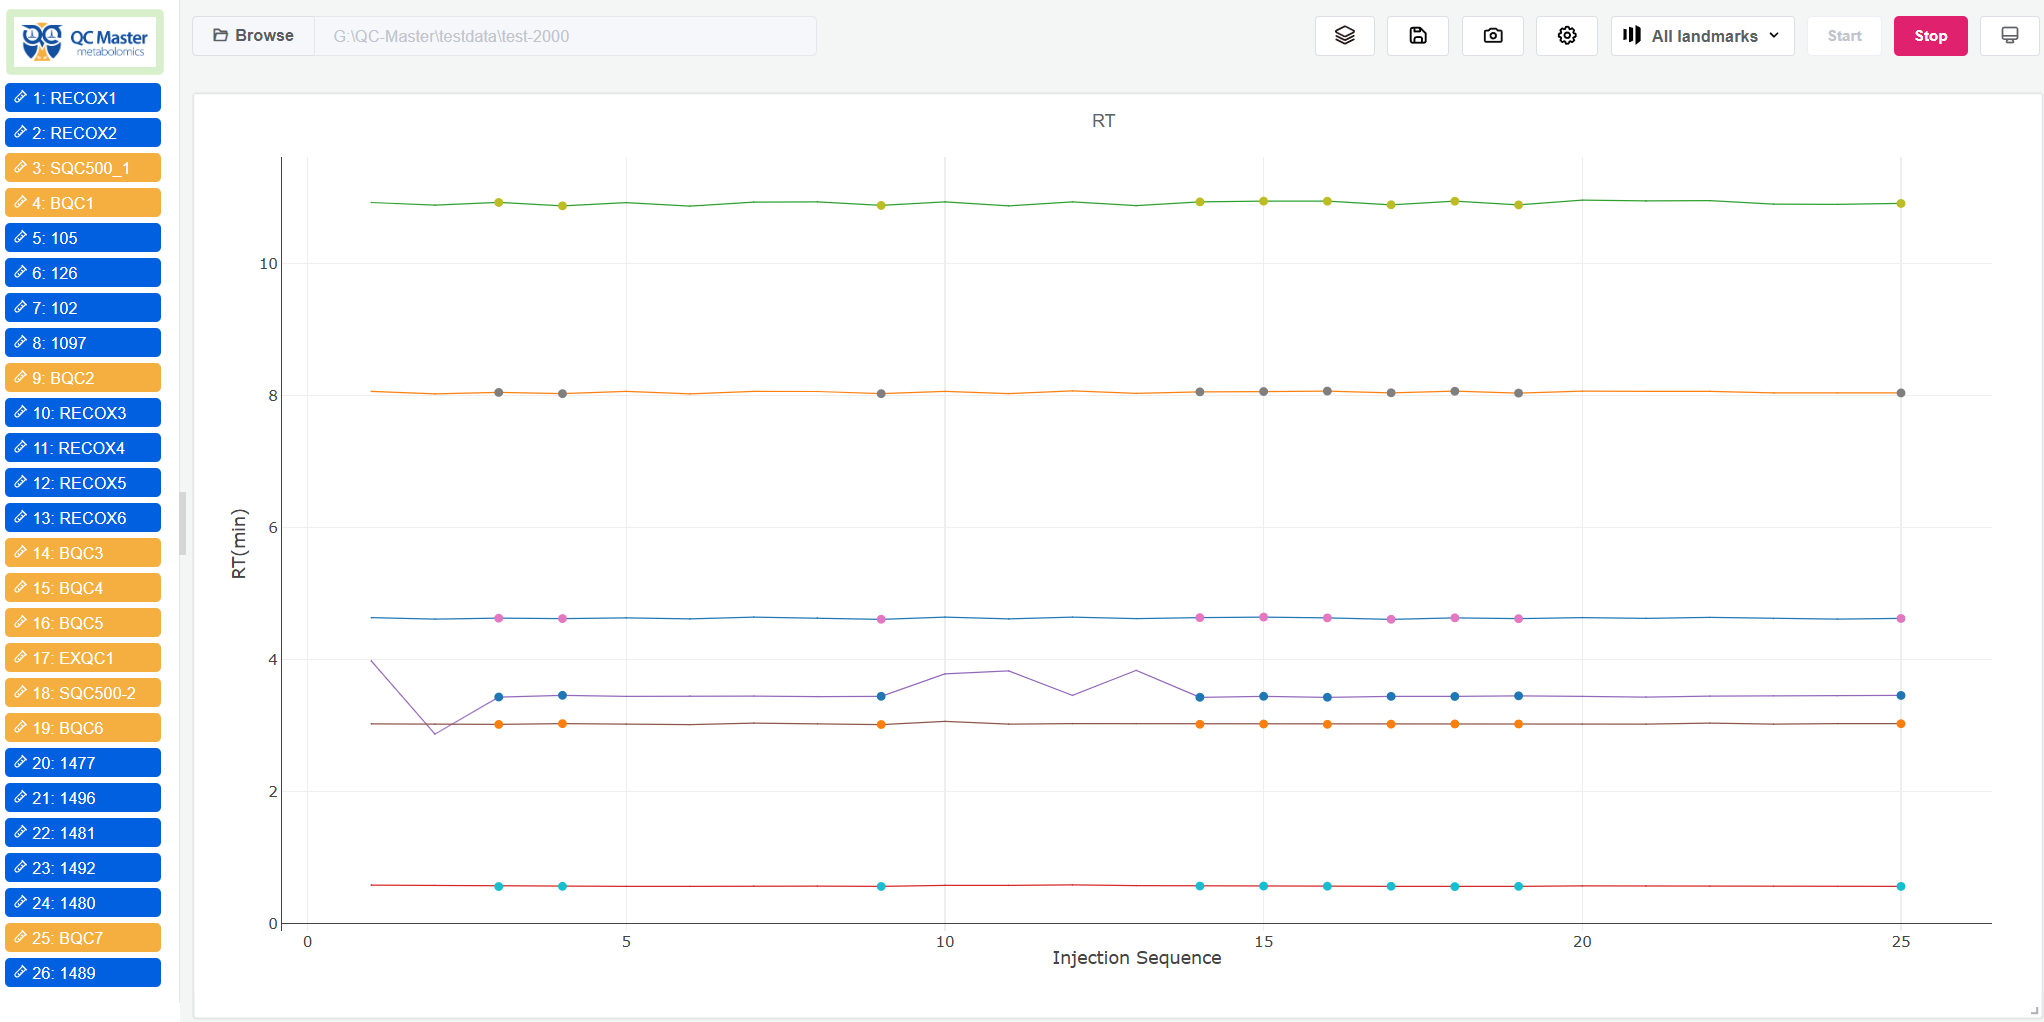 QC Master
metabolomics
Browse
G:\QC-Master\testdata\test-2000
All landmarks
Start
Stop
1: RECOX1
2: RECOX2
3: SQC500_1
4: BQC1
5: 105
6: 126
7: 102
8: 1097
9: BQC2
10: RECOX3
11: RECOX4
12: RECOX5
13: RECOX6
14: BQC3
15: BQC4
16: BQC5
17: EXQC1
18: SQC500-2
19: BQC6
20: 1477
21: 1496
22: 1481
23: 1492
24: 1480
25: BQC7
26: 1489
RT
RT(min)
10
8
6
4
2
0
0 5 10 15 20 25
Injection Sequence